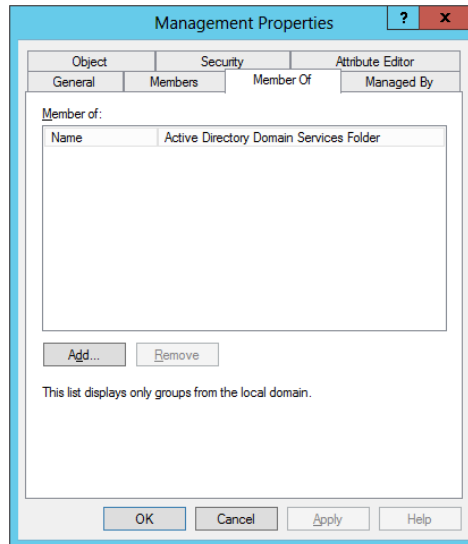 Management Properties
? x
Object Security Attribute Editor
General Members Member Of Managed By
Member of:
Name Active Directory Domain Services Folder
Add... Remove
This list displays only groups from the local domain.
OK Cancel Apply Help